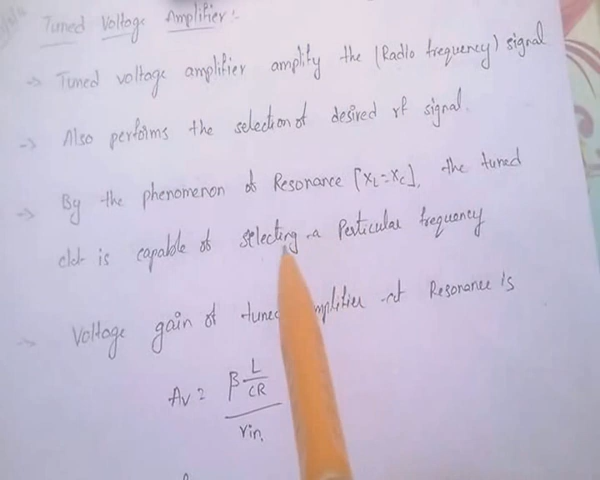 Tuned Voltage Amplifier:-
→ Tuned voltage amplifier amplify the (Radio frequency) signal
→ Also performs the selection of desired rf signal.
→ By the phenomenon of Resonance [XL=XC], the tuned
ckt is capable of selecting a Perticular frequency
→ Voltage gain of tuned amplifier at Resonance is
Av = β L/CR / rin